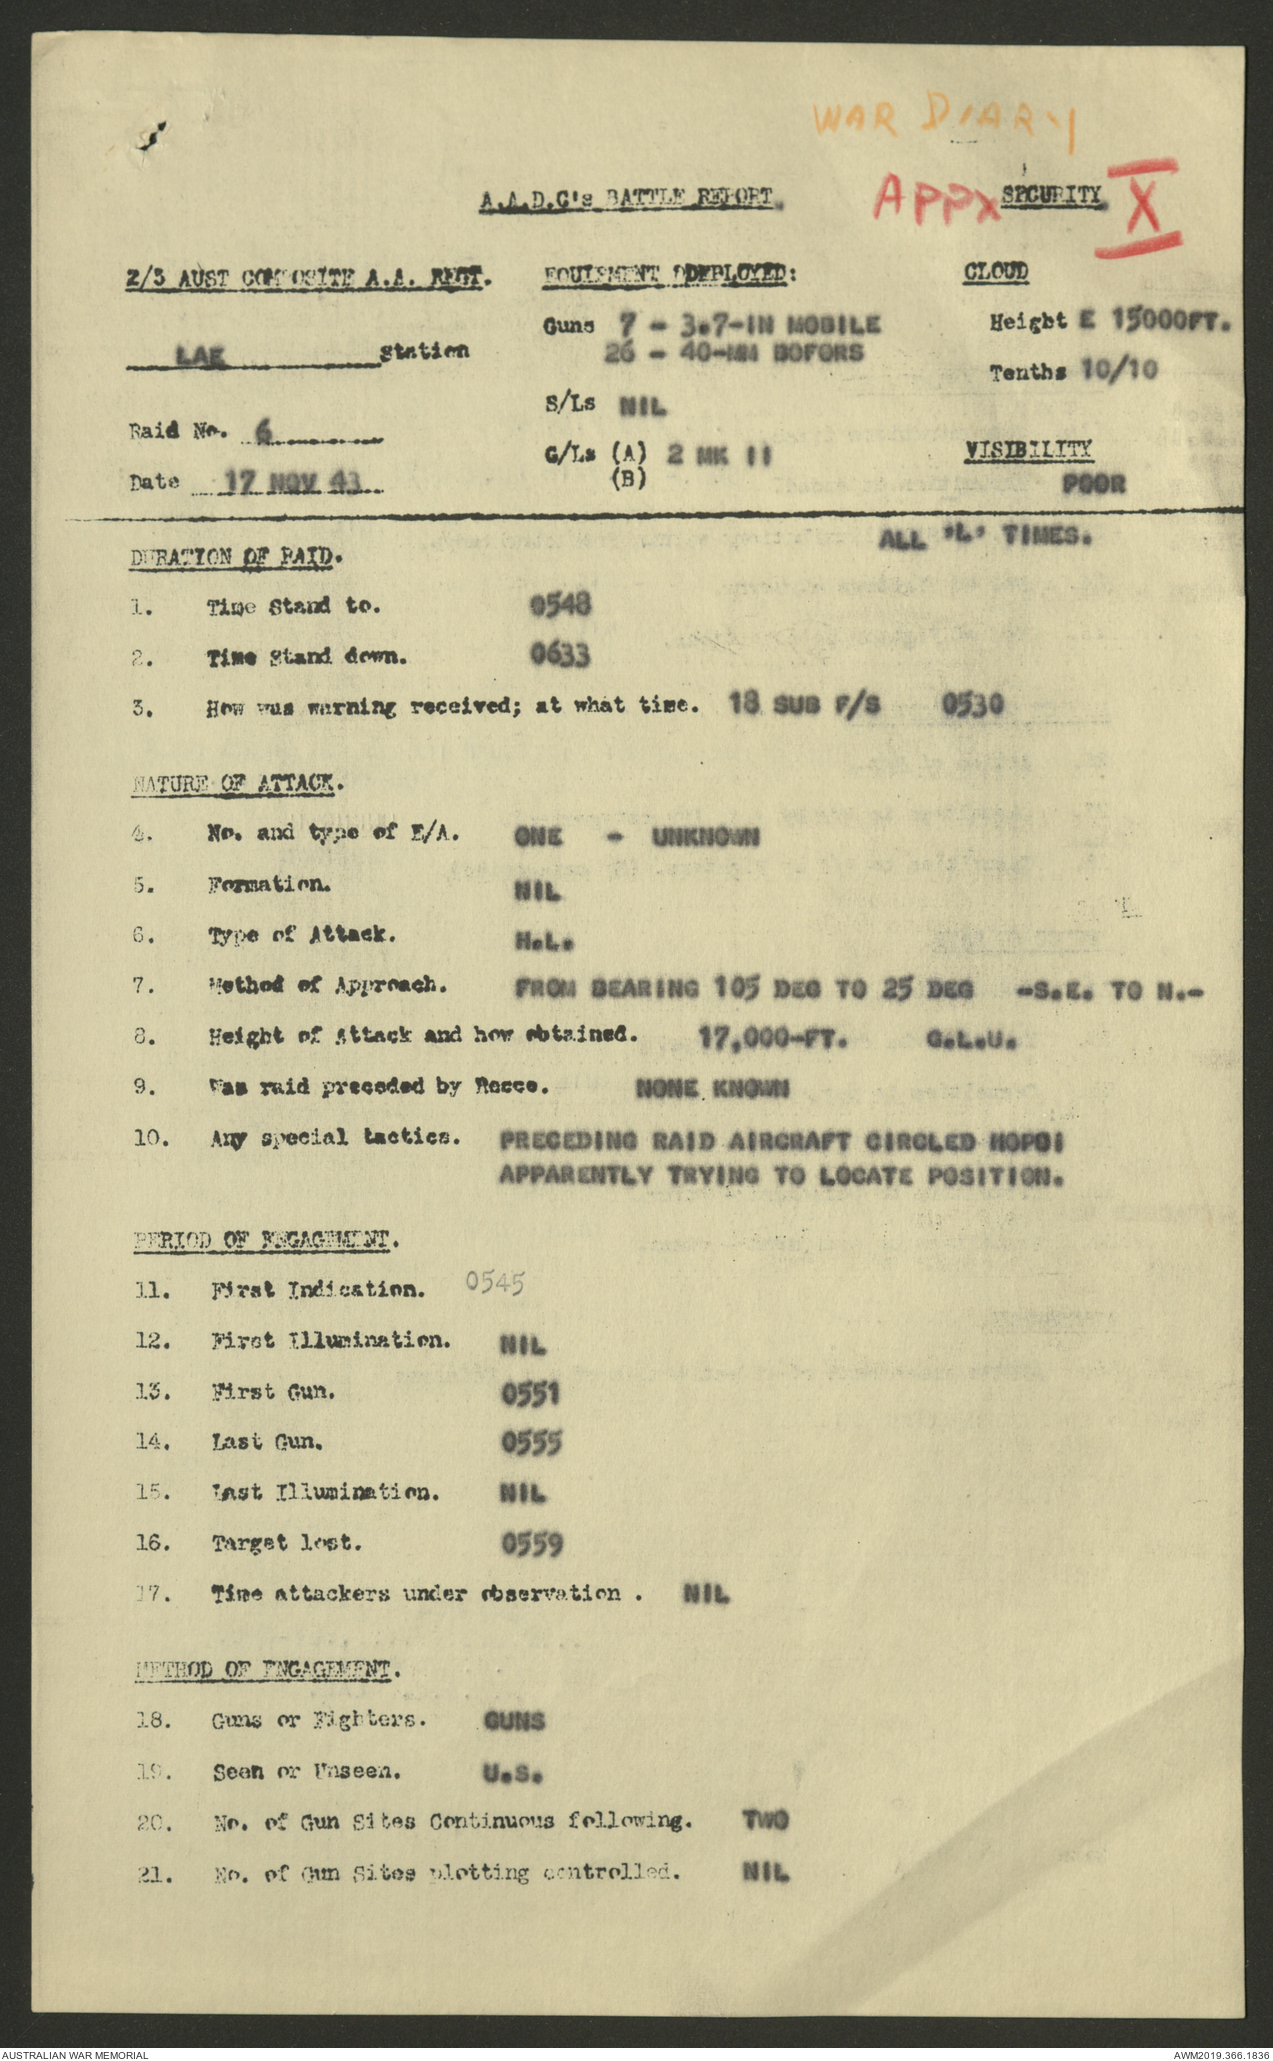 WAR DIARY
A.A.D.C's BATTLE REPORT.
APPX X
SECURITY
2/3 AUST COMPOSITE A.A. REGT.
LAE Station
Raid No. 6
Date 17 NOV 43
EQUIPMENT DDEPLOYED:
Guns 7 - 3.7-IN MOBILE
26 - 40-MM BOFORS
S/Ls NIL
G/Ls (A) 2 MK II
(B)
CLOUD
Height E 15000FT.
Tenths 10/10
VISIBILITY
POOR
ALL 'L' TIMES.
DURATION OF RAID.
1. Time Stand to. 0548
2. Time Stand down. 0633
3. How was warning received; at what time. 18 SUB F/S 0530
NATURE OF ATTACK.
4. No. and type of E/A. ONE - UNKNOWN
5. Formation. NIL
6. Type of Attack. H.L.
7. Method of Approach. FROM BEARING 105 DEG TO 25 DEG -S.E. TO N.-
8. Height of Attack and how obtained. 17,000-FT. G.L.U.
9. Was raid preceded by Recce. NONE KNOWN
10. Any special tactics. PRECEDING RAID AIRCRAFT CIRCLED HOPOI
APPARENTLY TRYING TO LOCATE POSITION.
PERIOD OF ENGAGEMENT.
11. First Indication. 0545
12. First Illumination. NIL
13. First Gun. 0551
14. Last Gun. 0555
15. Last Illumination. NIL
16. Target lost. 0559
17. Time attackers under observation . NIL
METHOD OF ENGAGEMENT.
18. Guns or Fighters. GUNS
19. Seen or Unseen. U.S.
20. No. of Gun Sites Continuous following. TWO
21. No. of Gun Sites plotting controlled. NIL
AUSTRALIAN WAR MEMORIAL
AWM2019.366.1836